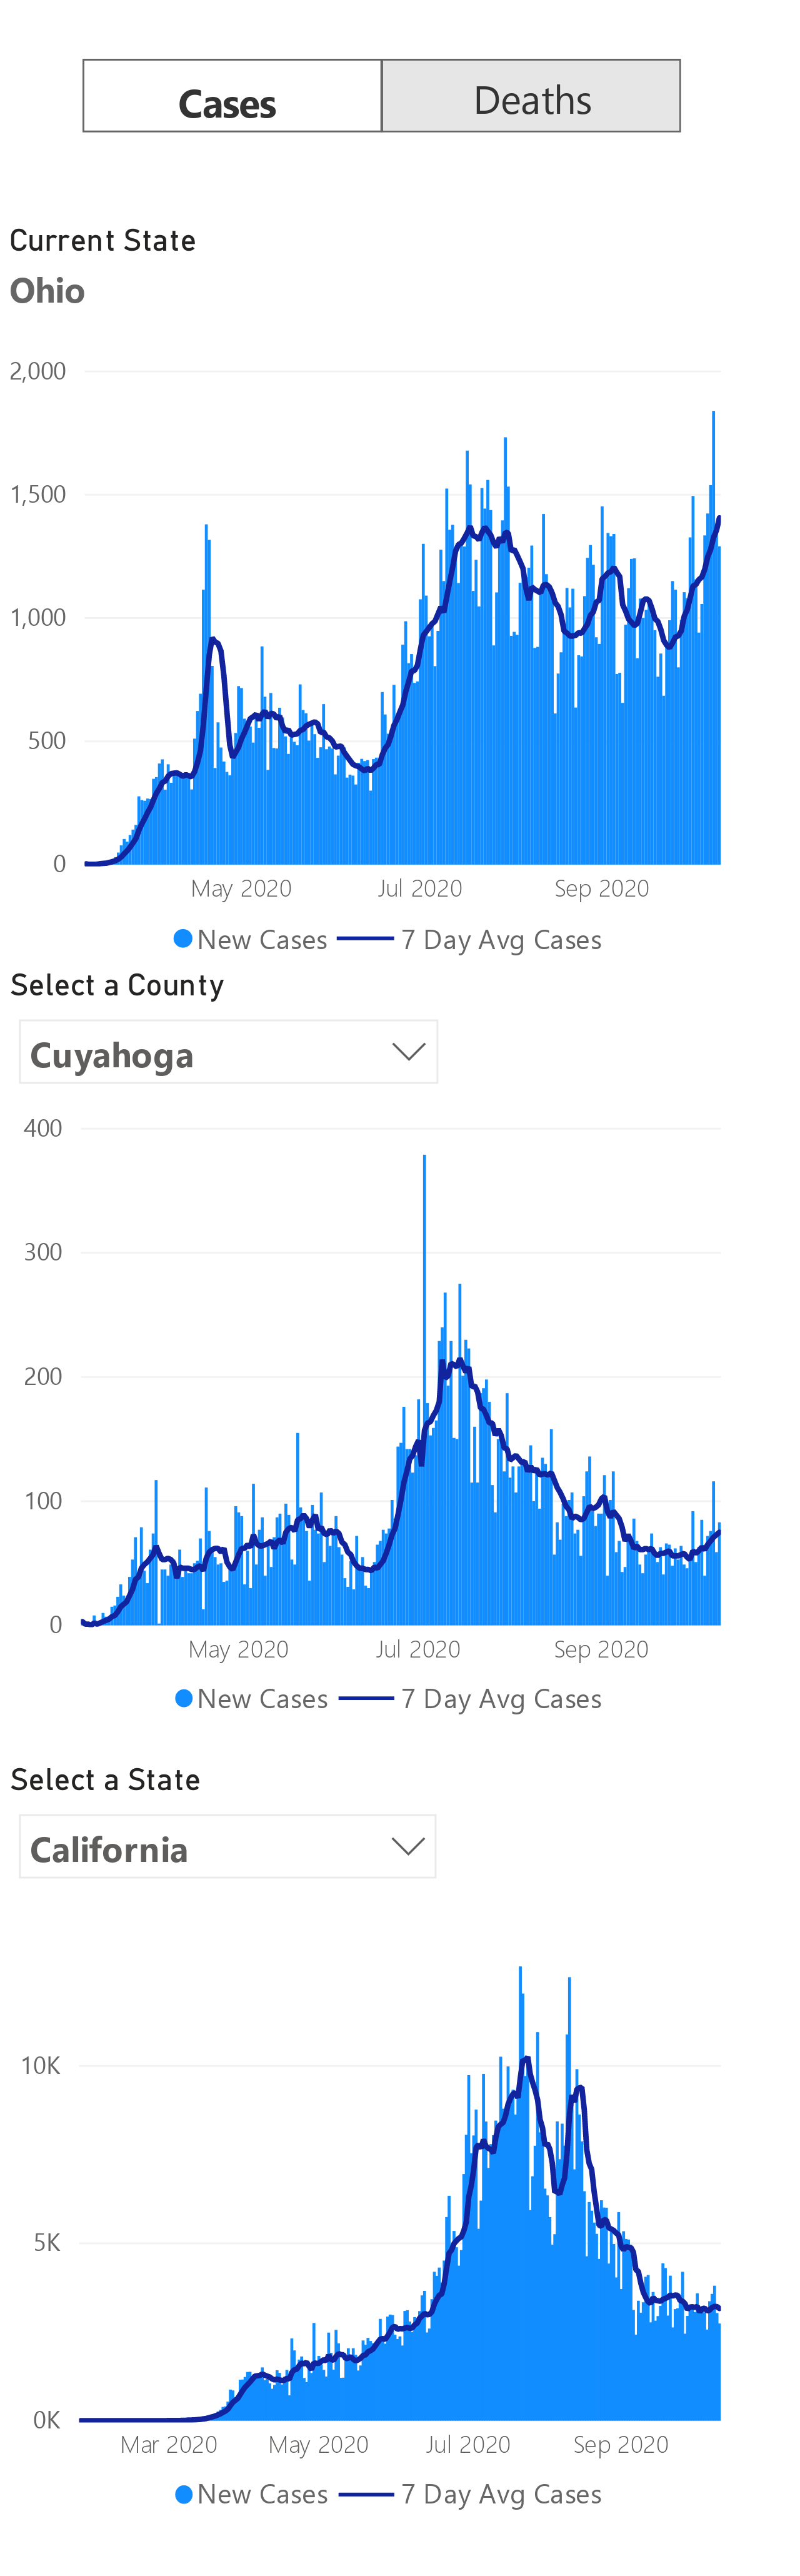 Cases Deaths
Current State
Ohio
2,000
1,500
1,000
500
0
May 2020 Jul 2020 Sep 2020
New Cases 7 Day Avg Cases
Select a County
Cuyahoga
400
300
200
100
0
May 2020 Jul 2020 Sep 2020
New Cases 7 Day Avg Cases
Select a State
California
10K
5K
0K
Mar 2020 May 2020 Jul 2020 Sep 2020
New Cases 7 Day Avg Cases